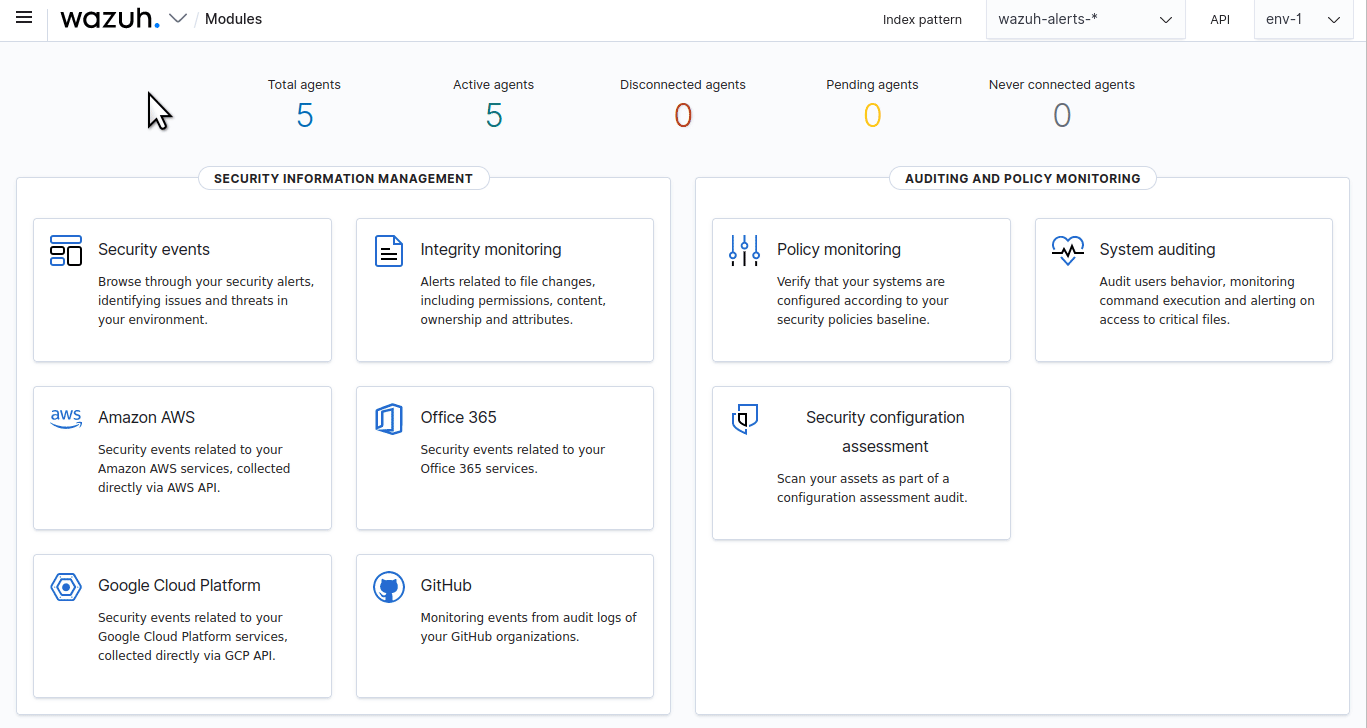 wazuh. / Modules Index pattern wazuh-alerts-* API env-1
Total agents Active agents Disconnected agents Pending agents Never connected agents
5 5 0 0 0
SECURITY INFORMATION MANAGEMENT
Security events
Browse through your security alerts,
identifying issues and threats in
your environment.
Integrity monitoring
Alerts related to file changes,
including permissions, content,
ownership and attributes.
aws
Amazon AWS
Security events related to your
Amazon AWS services, collected
directly via AWS API.
Office 365
Security events related to your
Office 365 services.
Google Cloud Platform
Security events related to your
Google Cloud Platform services,
collected directly via GCP API.
GitHub
Monitoring events from audit logs of
your GitHub organizations.
AUDITING AND POLICY MONITORING
Policy monitoring
Verify that your systems are
configured according to your
security policies baseline.
System auditing
Audit users behavior, monitoring
command execution and alerting on
access to critical files.
Security configuration
assessment
Scan your assets as part of a
configuration assessment audit.